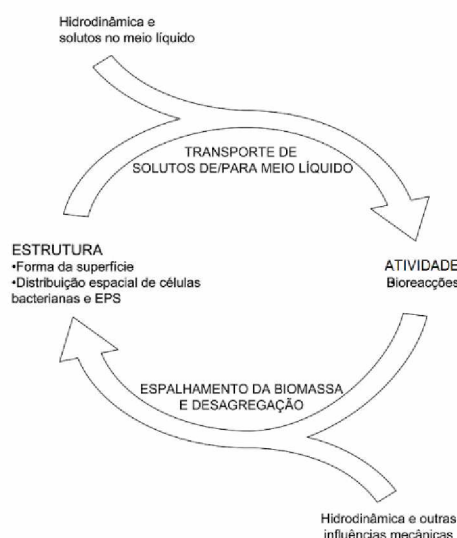 Hidrodinâmica e
solutos no meio líquido
TRANSPORTE DE
SOLUTOS DE/PARA MEIO LÍQUIDO
ESTRUTURA
•Forma da superfície
•Distribuição espacial de células
bacterianas e EPS
ATIVIDADE
Bioreacções
ESPALHAMENTO DA BIOMASSA
E DESAGREGAÇÃO
Hidrodinâmica e outras
influências mecânicas